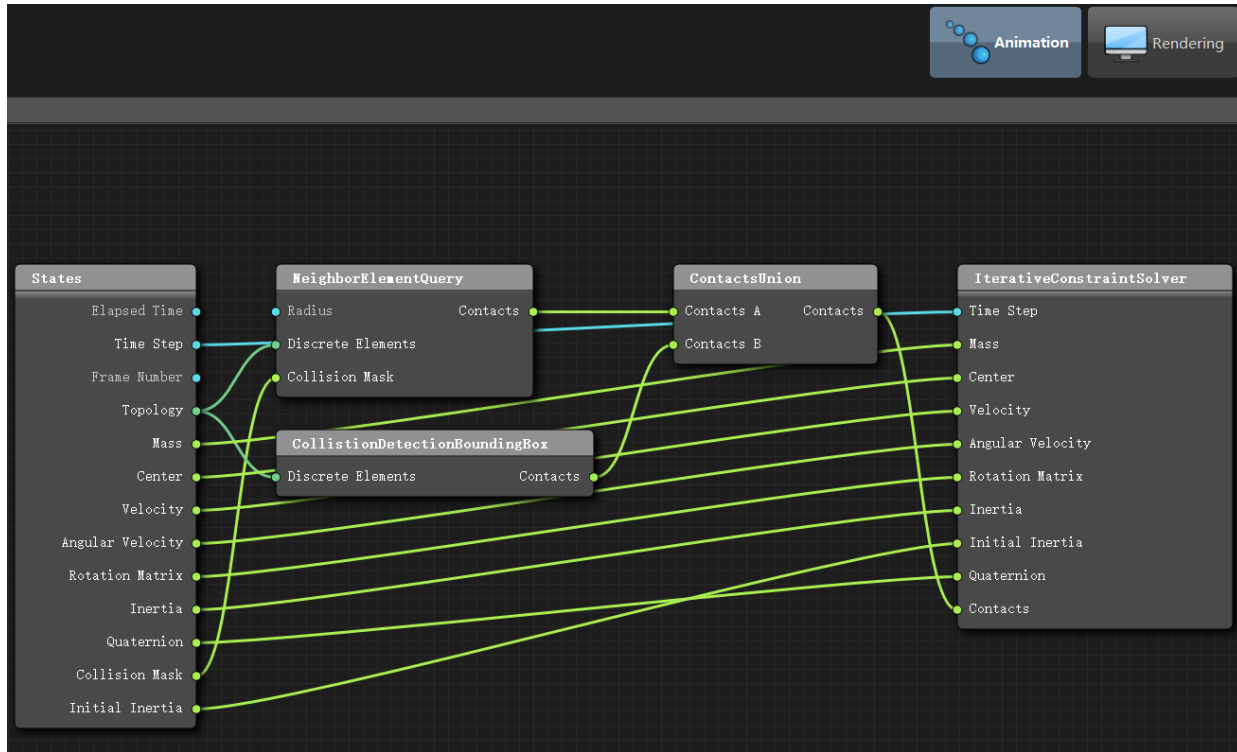 Animation
Rendering
States
Elapsed Time
Time Step
Frame Number
Topology
Mass
Center
Velocity
Angular Velocity
Rotation Matrix
Inertia
Quaternion
Collision Mask
Initial Inertia
NeighborElementQuery
Radius Contacts
Discrete Elements
Collision Mask
CollistionDetectionBoundingBox
Discrete Elements Contacts
ContactsUnion
Contacts A Contacts
Contacts B
IterativeConstraintSolver
Time Step
Mass
Center
Velocity
Angular Velocity
Rotation Matrix
Inertia
Initial Inertia
Quaternion
Contacts